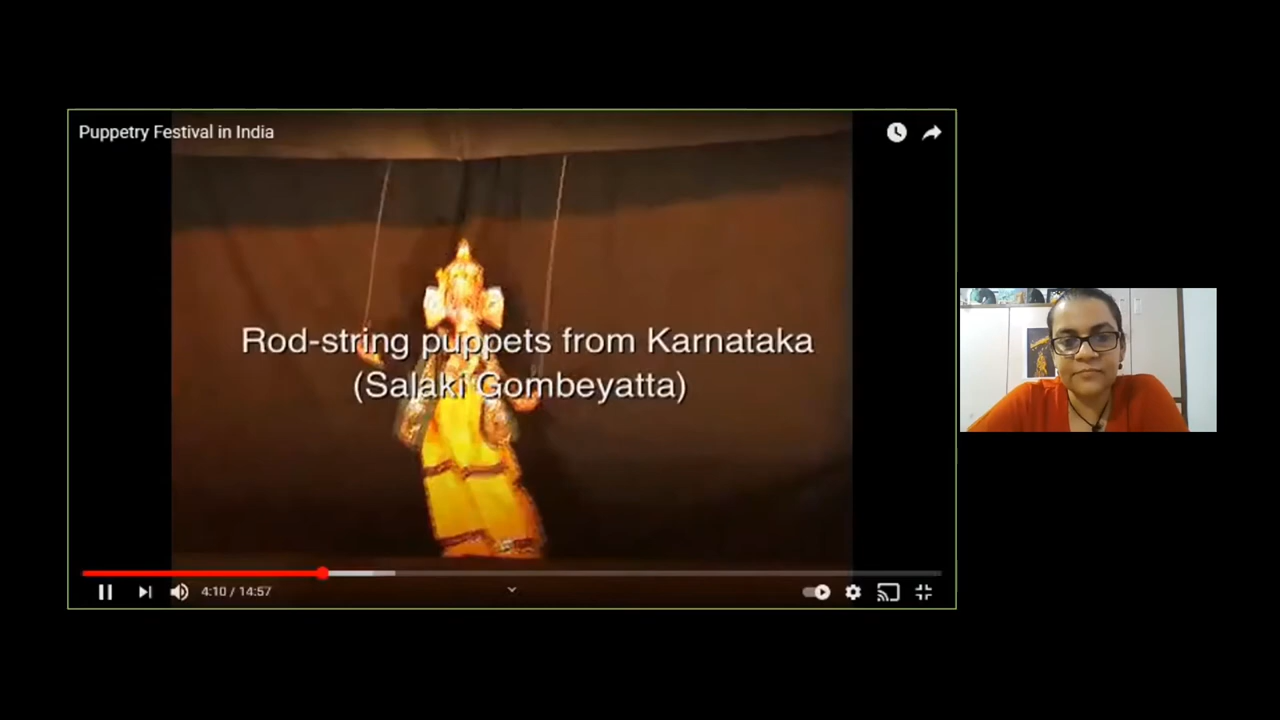 Puppetry Festival in India
Rod-string puppets from Karnataka
(Salaki Gombeyatta)
4:10 / 14:57